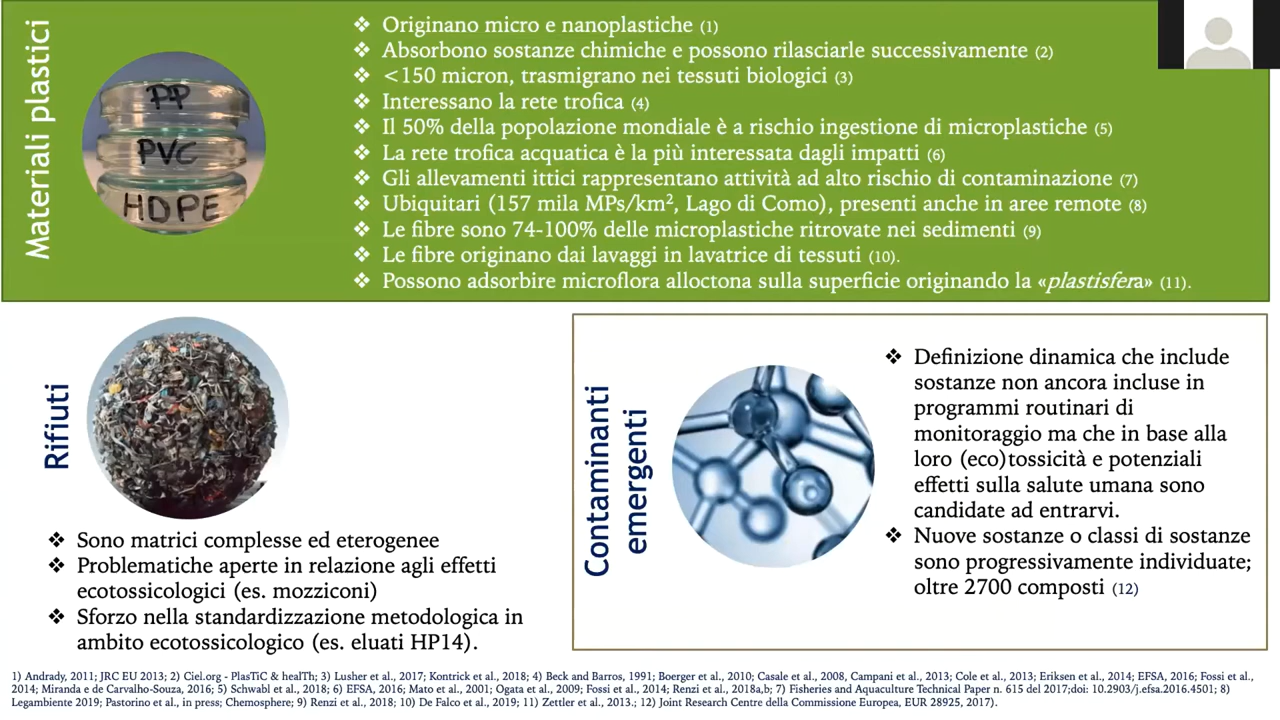 Materiali plastici
PP
PVC
HDPE
❖ Originano micro e nanoplastiche (1)
❖ Absorbono sostanze chimiche e possono rilasciarle successivamente (2)
❖ <150 micron, trasmigrano nei tessuti biologici (3)
❖ Interessano la rete trofica (4)
❖ Il 50% della popolazione mondiale è a rischio ingestione di microplastiche (5)
❖ La rete trofica acquatica è la più interessata dagli impatti (6)
❖ Gli allevamenti ittici rappresentano attività ad alto rischio di contaminazione (7)
❖ Ubiquitari (157 mila MPs/km², Lago di Como), presenti anche in aree remote (8)
❖ Le fibre sono 74-100% delle microplastiche ritrovate nei sedimenti (9)
❖ Le fibre originano dai lavaggi in lavatrice di tessuti (10).
❖ Possono adsorbire microflora alloctona sulla superficie originando la «plastisfera» (11).
Rifiuti
❖ Sono matrici complesse ed eterogenee
❖ Problematiche aperte in relazione agli effetti
ecotossicologici (es. mozziconi)
❖ Sforzo nella standardizzazione metodologica in
ambito ecotossicologico (es. eluati HP14).
Contaminanti
emergenti
❖ Definizione dinamica che include
sostanze non ancora incluse in
programmi routinari di
monitoraggio ma che in base alla
loro (eco)tossicità e potenziali
effetti sulla salute umana sono
candidate ad entrarvi.
❖ Nuove sostanze o classi di sostanze
sono progressivamente individuate;
oltre 2700 composti (12)
1) Andrady, 2011; JRC EU 2013; 2) Ciel.org - PlasTiC & healTh; 3) Lusher et al., 2017; Kontrick et al., 2018; 4) Beck and Barros, 1991; Boerger et al., 2010; Casale et al., 2008, Campani et al., 2013; Cole et al., 2013; Eriksen et al., 2014; EFSA, 2016; Fossi et al.,
2014; Miranda e de Carvalho-Souza, 2016; 5) Schwabl et al., 2018; 6) EFSA, 2016; Mato et al., 2001; Ogata et al., 2009; Fossi et al., 2014; Renzi et al., 2018a,b; 7) Fisheries and Aquaculture Technical Paper n. 615 del 2017;doi: 10.2903/j.efsa.2016.4501; 8)
Legambiente 2019; Pastorino et al., in press; Chemosphere; 9) Renzi et al., 2018; 10) De Falco et al., 2019; 11) Zettler et al., 2013.; 12) Joint Research Centre della Commissione Europea, EUR 28925, 2017).